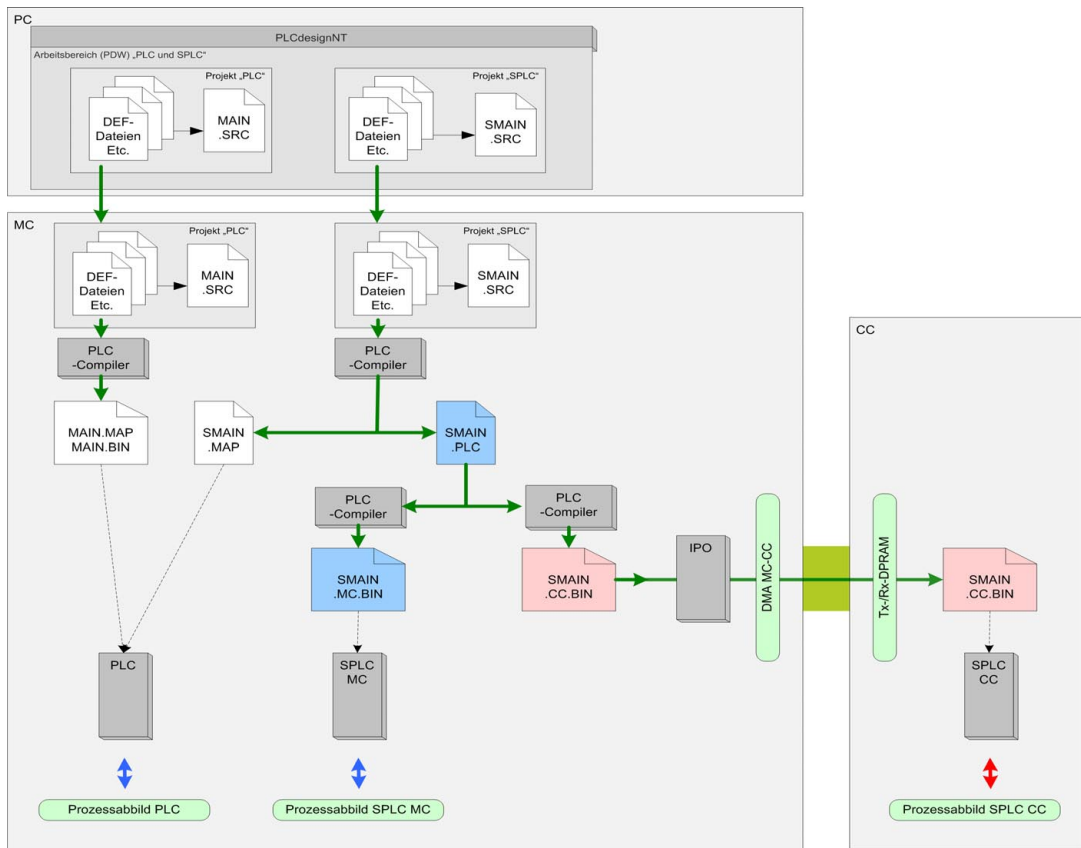 PC
PLCdesignNT
Arbeitsbereich (PDW) „PLC und SPLC“
Projekt „PLC“
DEF-
Dateien
Etc.
MAIN
.SRC
Projekt „SPLC“
DEF-
Dateien
Etc.
SMAIN
.SRC
MC
Projekt „PLC“
DEF-
Dateien
Etc.
MAIN
.SRC
Projekt „SPLC“
DEF-
Dateien
Etc.
SMAIN
.SRC
PLC
-Compiler
PLC
-Compiler
MAIN.MAP
MAIN.BIN
SMAIN
.MAP
SMAIN
.PLC
PLC
-Compiler
PLC
-Compiler
SMAIN
.MC.BIN
SMAIN
.CC.BIN
IPO
DMA MC-CC
PLC
SPLC
MC
Prozessabbild PLC
Prozessabbild SPLC MC
CC
Tx-/Rx-DPRAM
SMAIN
.CC.BIN
SPLC
CC
Prozessabbild SPLC CC